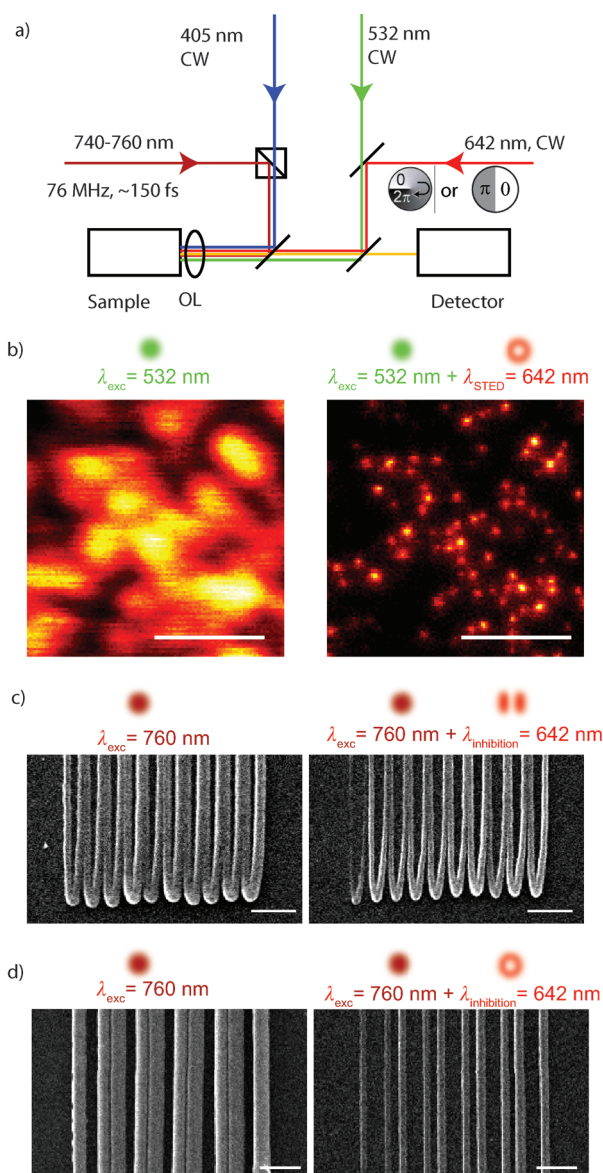 a)
405 nm
CW
532 nm
CW
740-760 nm
642 nm, CW
76 MHz, ~150 fs
0
2π
or
π 0
Sample
OL
Detector
b)
λexc= 532 nm
λexc= 532 nm + λSTED= 642 nm
c)
λexc= 760 nm
λexc= 760 nm + λinhibition= 642 nm
d)
λexc= 760 nm
λexc= 760 nm + λinhibition= 642 nm